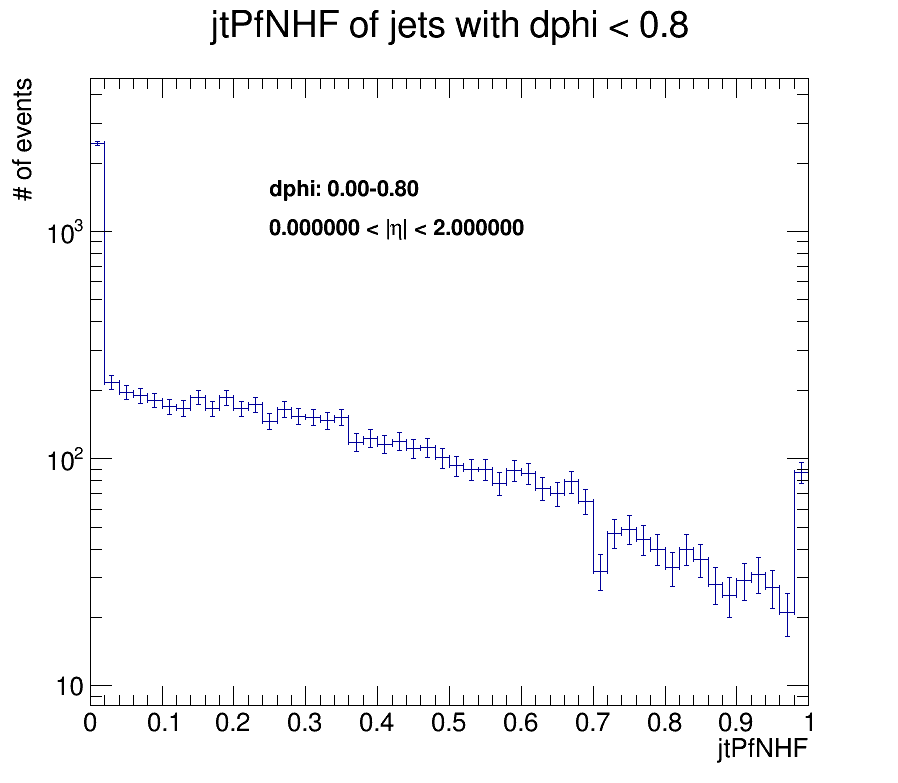 jtPfNHF of jets with dphi < 0.8
# of events
dphi: 0.00-0.80
0.000000 < |η| < 2.000000
10³
10²
10
0 0.1 0.2 0.3 0.4 0.5 0.6 0.7 0.8 0.9 1
jtPfNHF